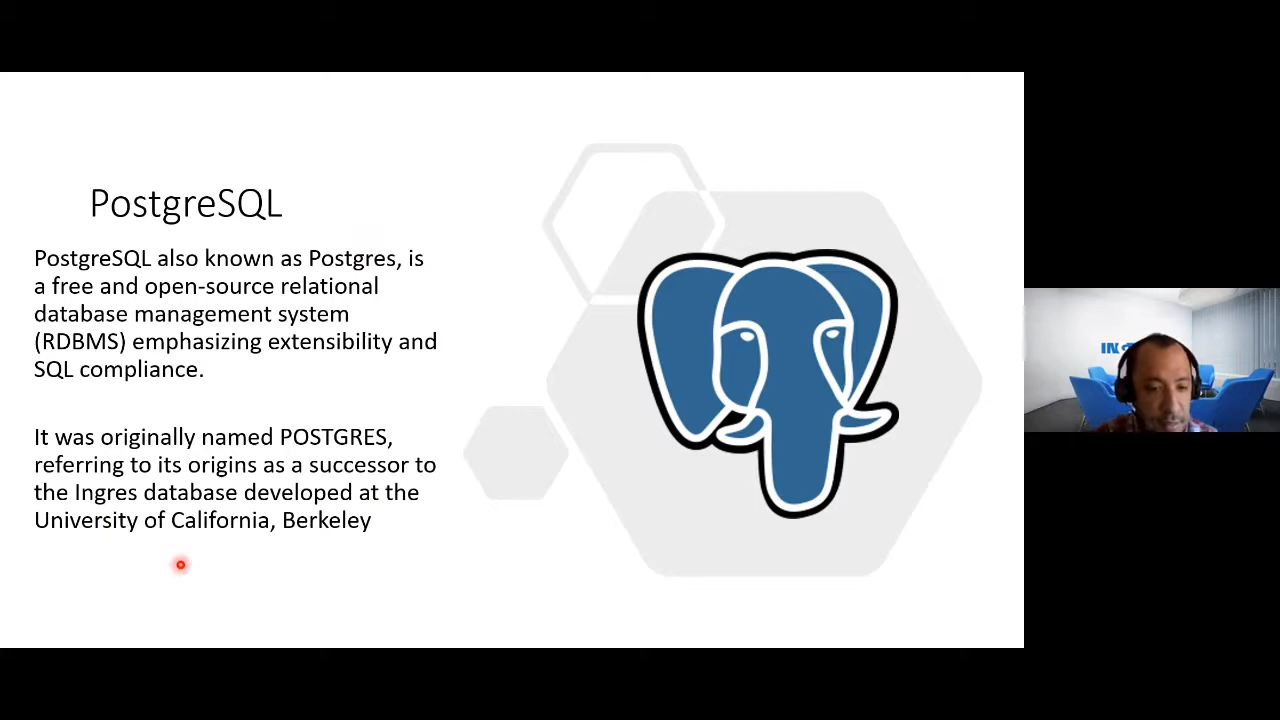 PostgreSQL
PostgreSQL also known as Postgres, is
a free and open-source relational
database management system
(RDBMS) emphasizing extensibility and
SQL compliance.
It was originally named POSTGRES,
referring to its origins as a successor to
the Ingres database developed at the
University of California, Berkeley